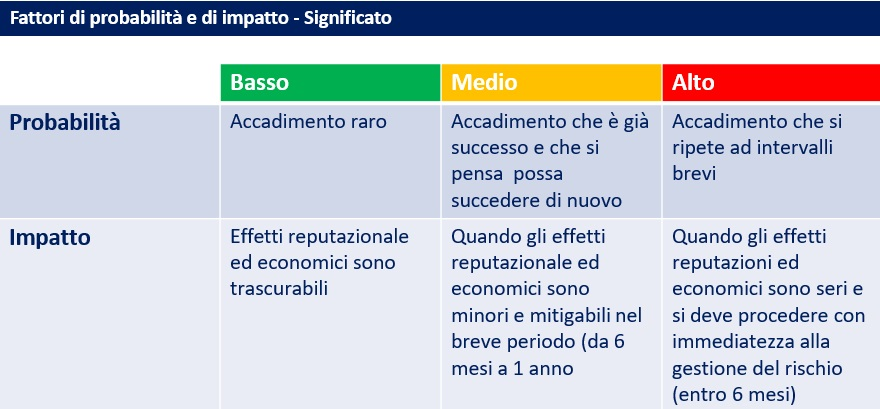 Fattori di probabilità e di impatto - Significato
Basso
Medio
Alto
Probabilità
Accadimento raro
Accadimento che è già
successo e che si
pensa possa
succedere di nuovo
Accadimento che si
ripete ad intervalli
brevi
Impatto
Effetti reputazionale
ed economici sono
trascurabili
Quando gli effetti
reputazionale ed
economici sono
minori e mitigabili nel
breve periodo (da 6
mesi a 1 anno
Quando gli effetti
reputazioni ed
economici sono seri e
si deve procedere con
immediatezza alla
gestione del rischio
(entro 6 mesi)